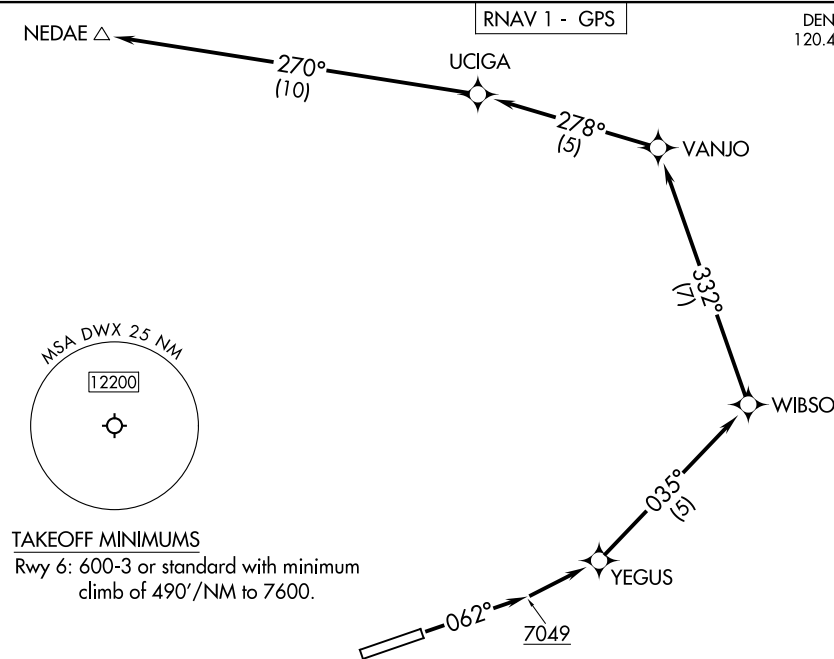 RNAV 1 - GPS
DEN
120.4
NEDAE
270°
(10)
UCIGA
278°
(5)
VANJO
332°
(7)
MSA DWX 25 NM
12200
WIBSO
035°
(5)
TAKEOFF MINIMUMS
Rwy 6: 600-3 or standard with minimum
climb of 490'/NM to 7600.
YEGUS
062°
7049